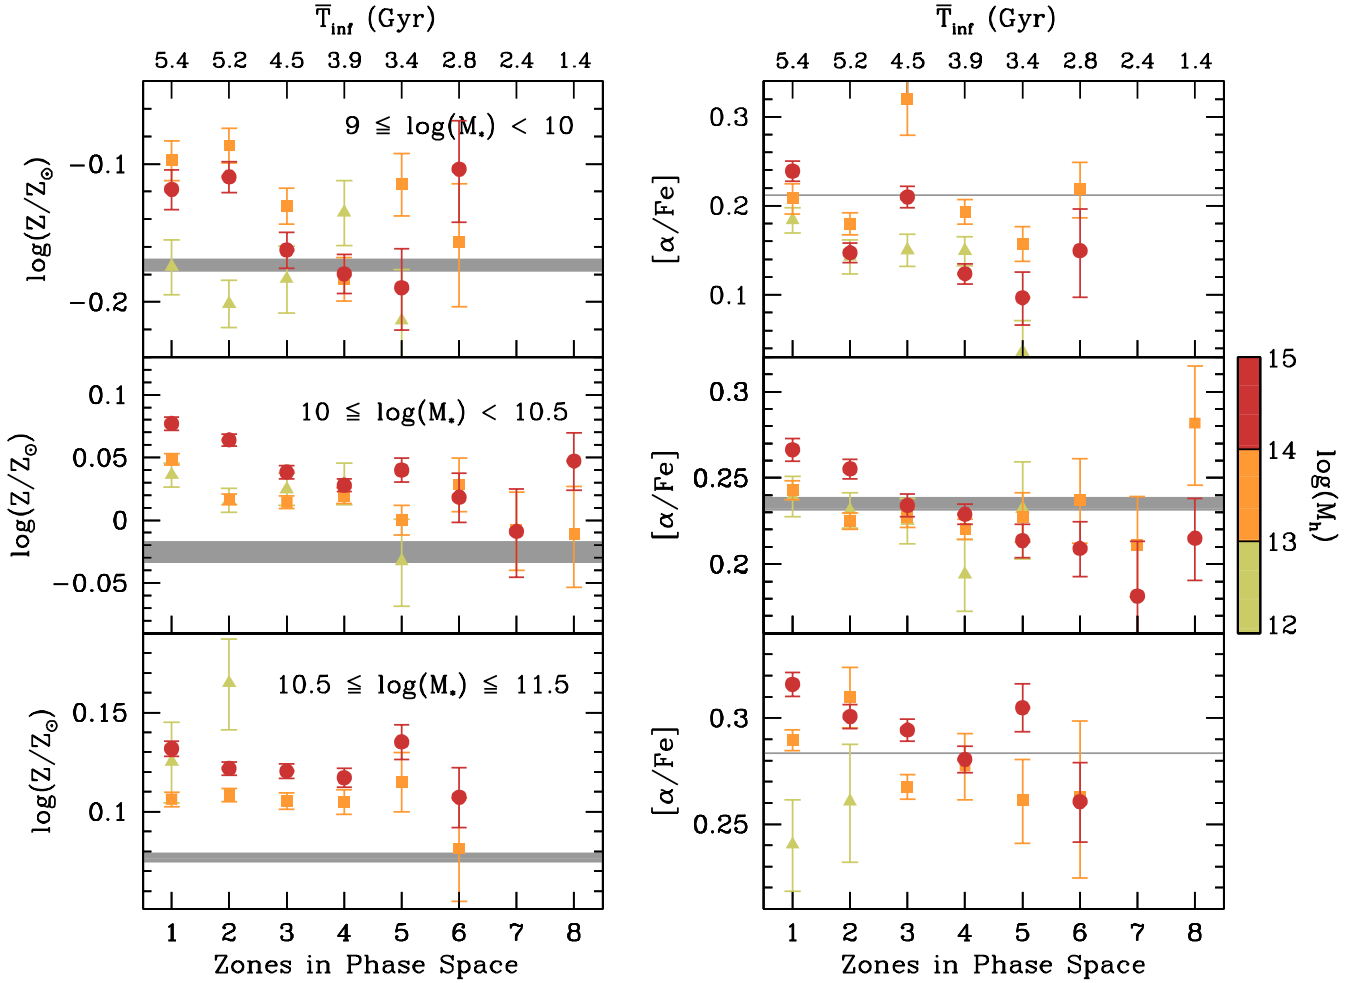 T̅inf (Gyr)
5.4 5.2 4.5 3.9 3.4 2.8 2.4 1.4
9 ≦ log(M*) < 10
−0.1
−0.2
log(Z/Z⊙)
10 ≦ log(M*) < 10.5
0.1
0.05
0
−0.05
log(Z/Z⊙)
10.5 ≦ log(M*) ≦ 11.5
0.15
0.1
log(Z/Z⊙)
1 2 3 4 5 6 7 8
Zones in Phase Space
T̅inf (Gyr)
5.4 5.2 4.5 3.9 3.4 2.8 2.4 1.4
0.3
0.2
0.1
[α/Fe]
0.3
0.25
0.2
[α/Fe]
0.3
0.25
[α/Fe]
1 2 3 4 5 6 7 8
Zones in Phase Space
15
14
13
12
log(Mh)